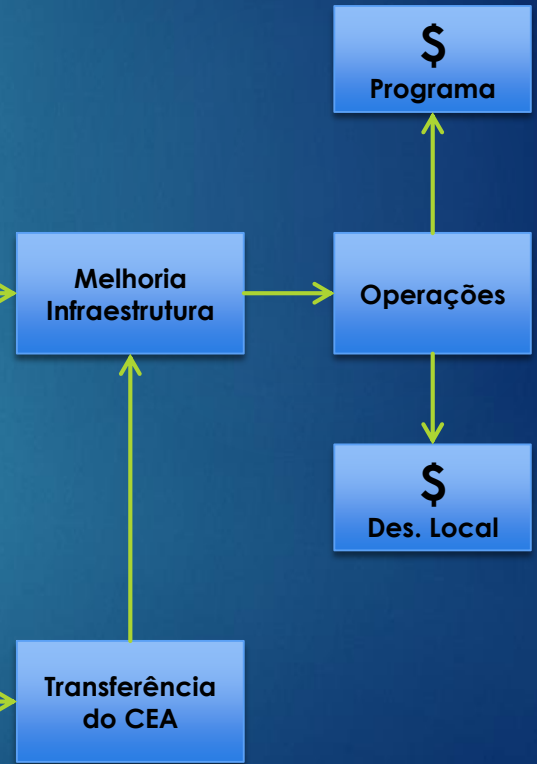 $
Programa
Melhoria
Infraestrutura
Operações
$
Des. Local
Transferência
do CEA